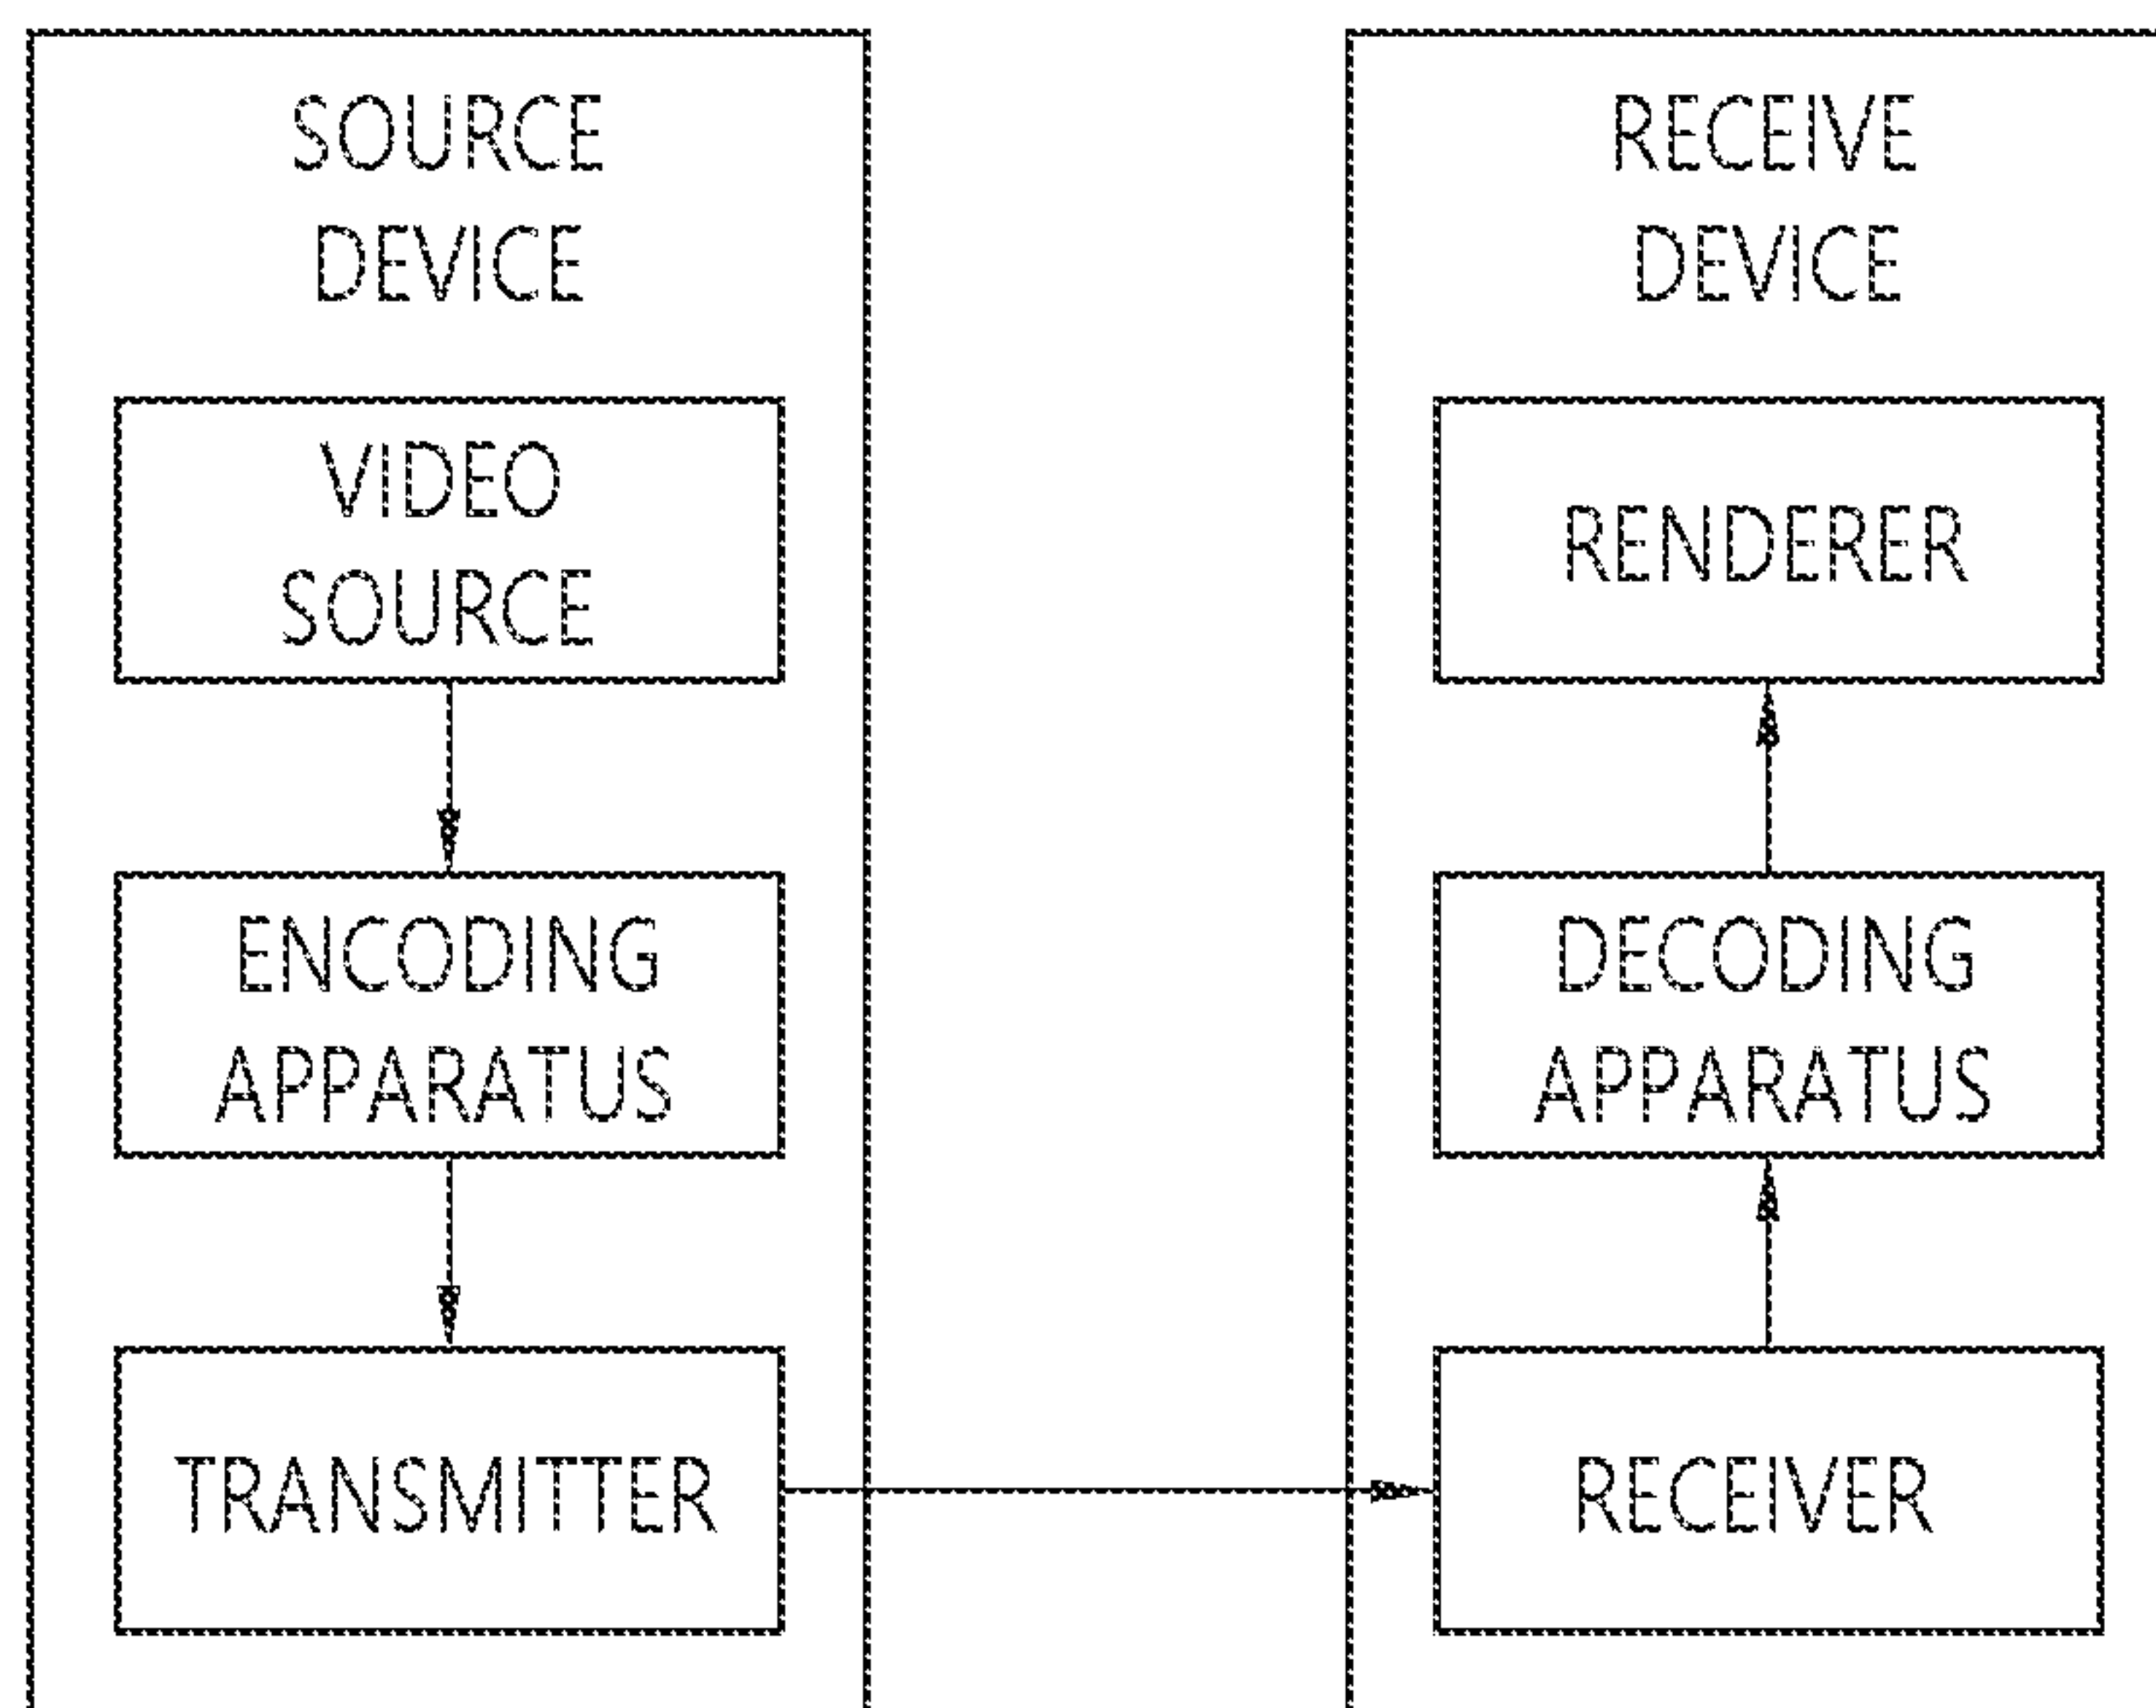 SOURCE
DEVICE
VIDEO
SOURCE
ENCODING
APPARATUS
TRANSMITTER
RECEIVE
DEVICE
RENDERER
DECODING
APPARATUS
RECEIVER